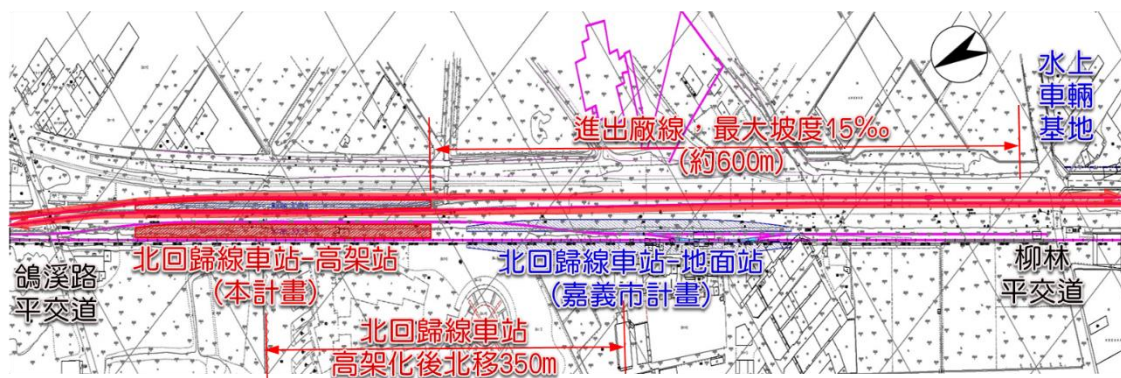 水上
車輛
基地
進出廠線，最大坡度15‰
(約600m)
北回歸線車站-高架站
(本計畫)
北回歸線車站-地面站
(嘉義市計畫)
鴿溪路
平交道
柳林
平交道
北回歸線車站
高架化後北移350m